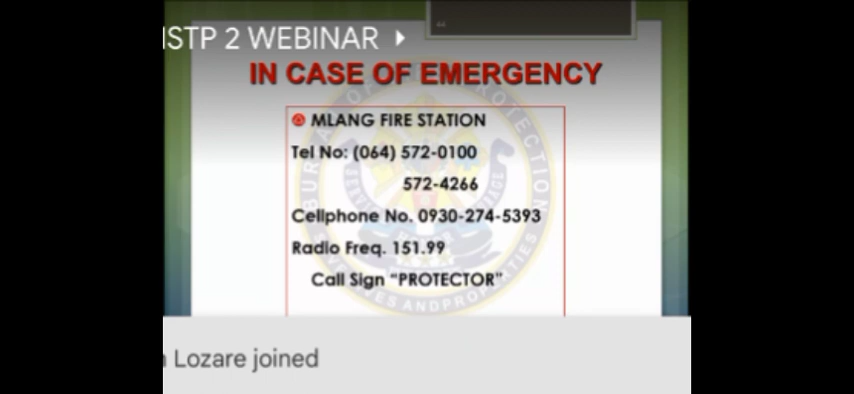 STP 2 WEBINAR
IN CASE OF EMERGENCY
MLANG FIRE STATION
Tel No: (064) 572-0100
572-4266
Cellphone No. 0930-274-5393
Radio Freq. 151.99
Call Sign “PROTECTOR”
Lozare joined